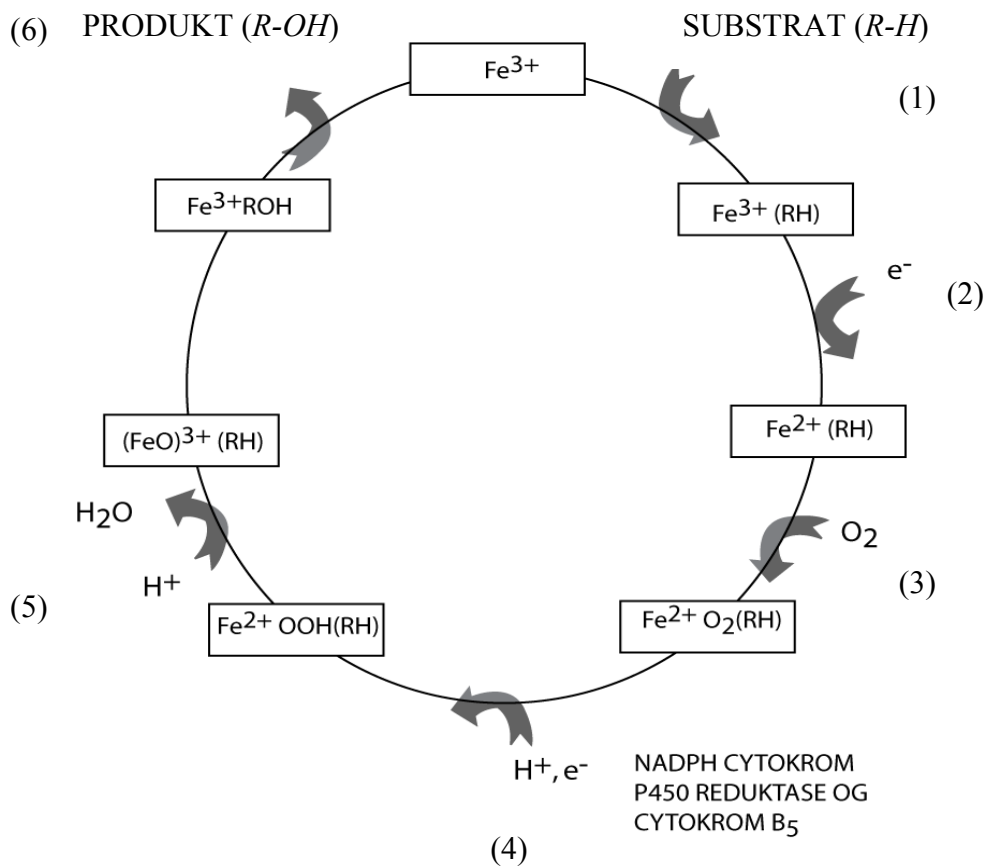 (6) PRODUKT (R-OH) SUBSTRAT (R-H)
Fe3+
(1)
Fe3+ROH
Fe3+ (RH)
e-
(2)
(FeO)3+ (RH)
Fe2+ (RH)
H2O
O2
H+
(5)
(3)
Fe2+ OOH(RH)
Fe2+ O2(RH)
H+, e-
NADPH CYTOKROM
P450 REDUKTASE OG
CYTOKROM B5
(4)